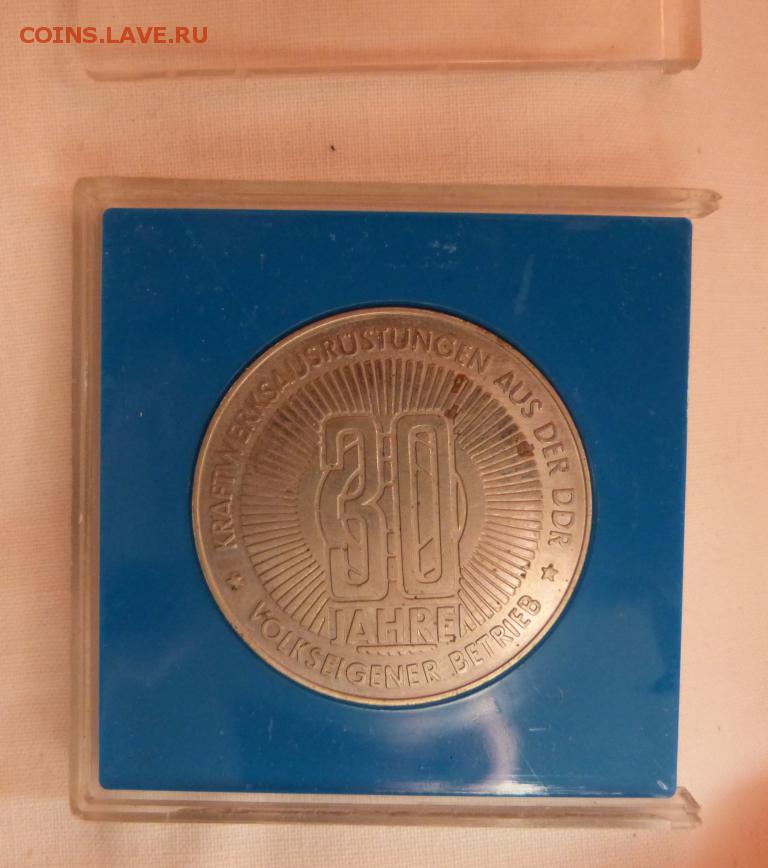 COINS.LAVE.RU
KRAFTWERKSAUSRÜSTUNGEN AUS DER DDR
30
JAHRE
VOLKSEIGENER BETRIEB